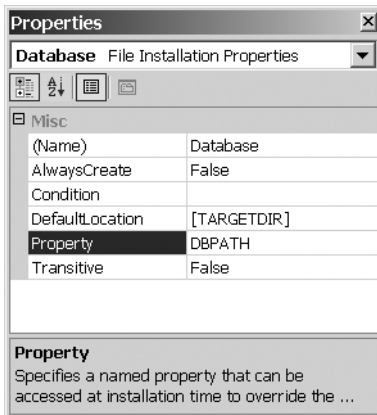 Properties
Database File Installation Properties
Misc
(Name) Database
AlwaysCreate False
Condition
DefaultLocation [TARGETDIR]
Property DBPATH
Transitive False
Property
Specifies a named property that can be
accessed at installation time to override the ...